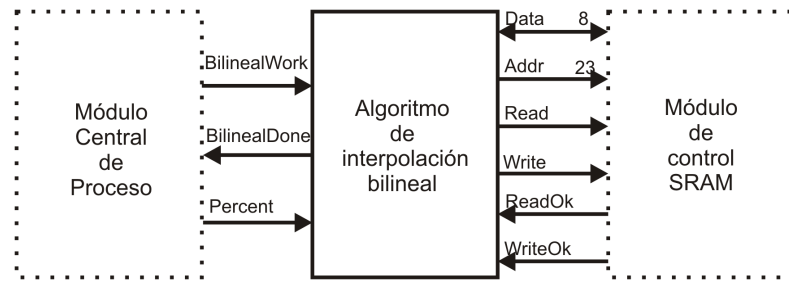 Módulo
Central
de
Proceso
BilinealWork
BilinealDone
Percent
Algoritmo
de
interpolación
bilineal
Data 8
Addr 23
Read
Write
ReadOk
WriteOk
Módulo
de
control
SRAM